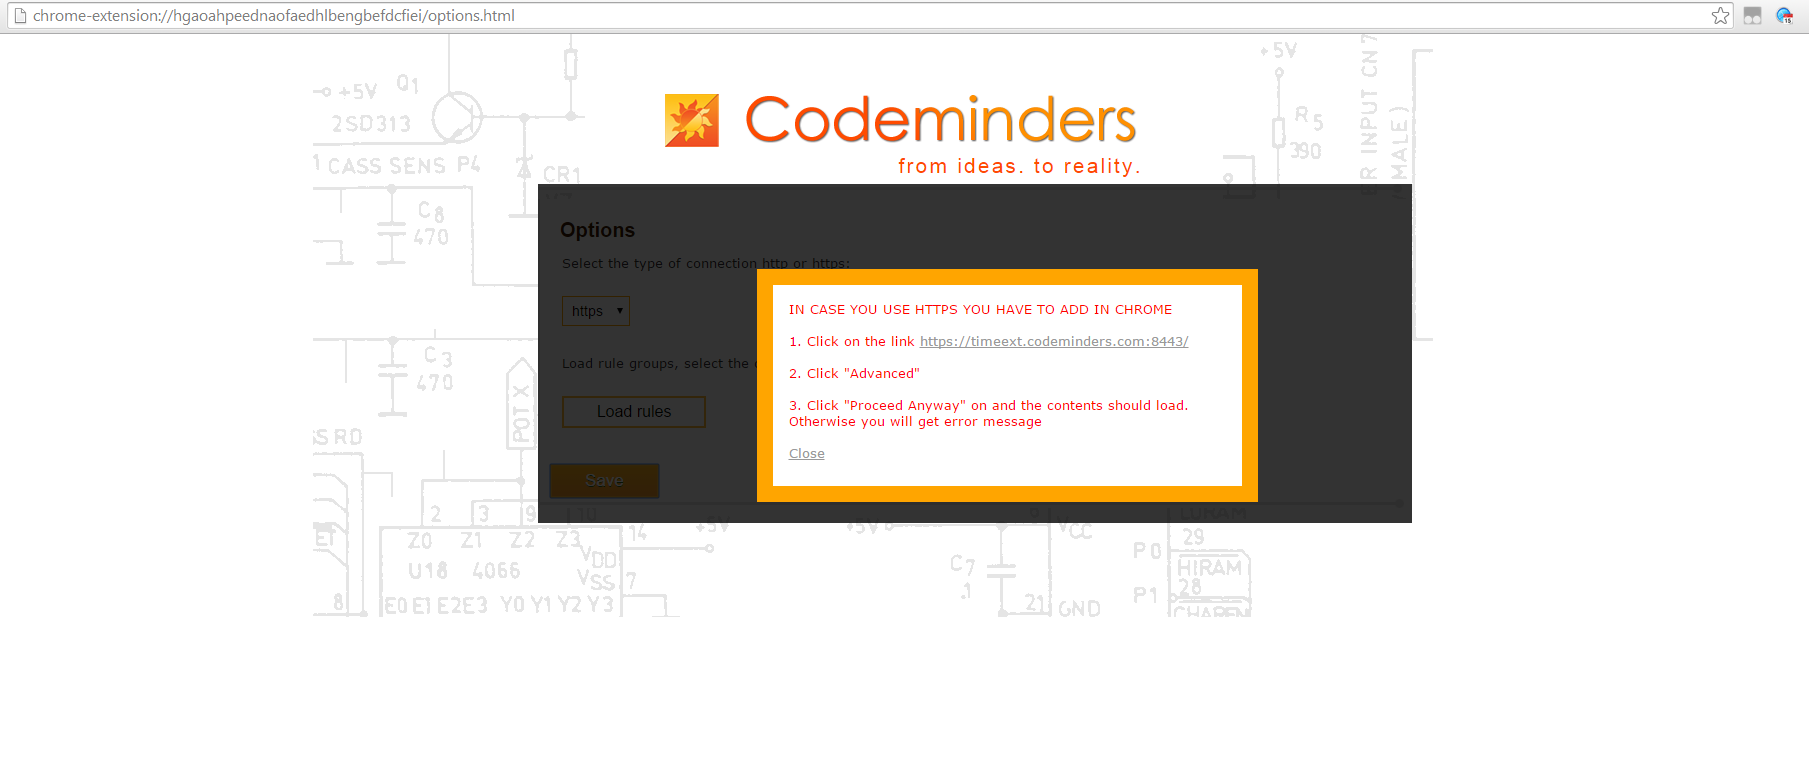 chrome-extension://hgaoahpeednaofaedhlbengbefdcfiei/options.html
15
Codeminders
from ideas. to reality.
Options
Select the type of connection http or https:
https
Load rule groups, select the
Load rules
Save
IN CASE YOU USE HTTPS YOU HAVE TO ADD IN CHROME
1. Click on the link https://timeext.codeminders.com:8443/
2. Click "Advanced"
3. Click "Proceed Anyway" on and the contents should load.
Otherwise you will get error message
Close
+5V
Q1
2SD313
1 CASS SENS P4
CR1
C8
470
C3
470
POT X
SS RD
8
2
3
9
10
14
+5V
Z0 Z1 Z2 Z3
VDD
U18 4066
VSS
7
E0 E1 E2 E3 Y0 Y1 Y2 Y3
+5V
R5
390
ER INPUT CN7
MALE)
+5V
VCC
C7
.1
21
GND
29
P0
HIRAM
28
P1